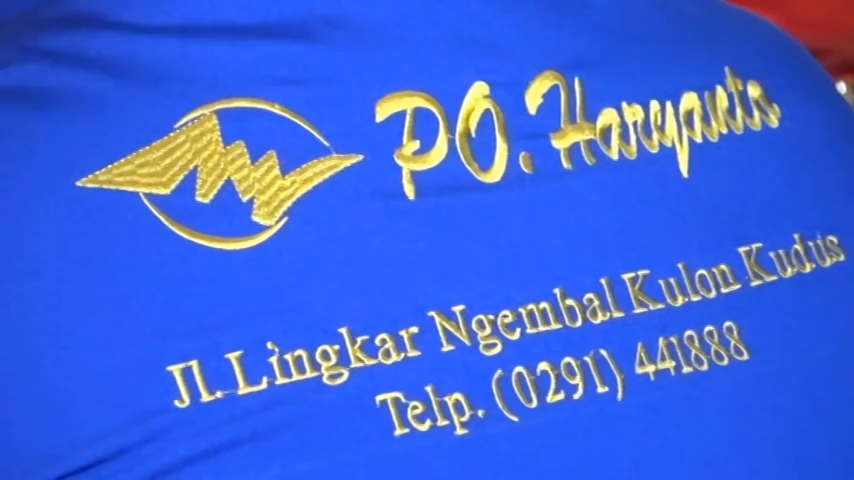 PO. Haryanto
Jl. Lingkar Ngembal Kulon Kudus
Telp. (0291) 441888